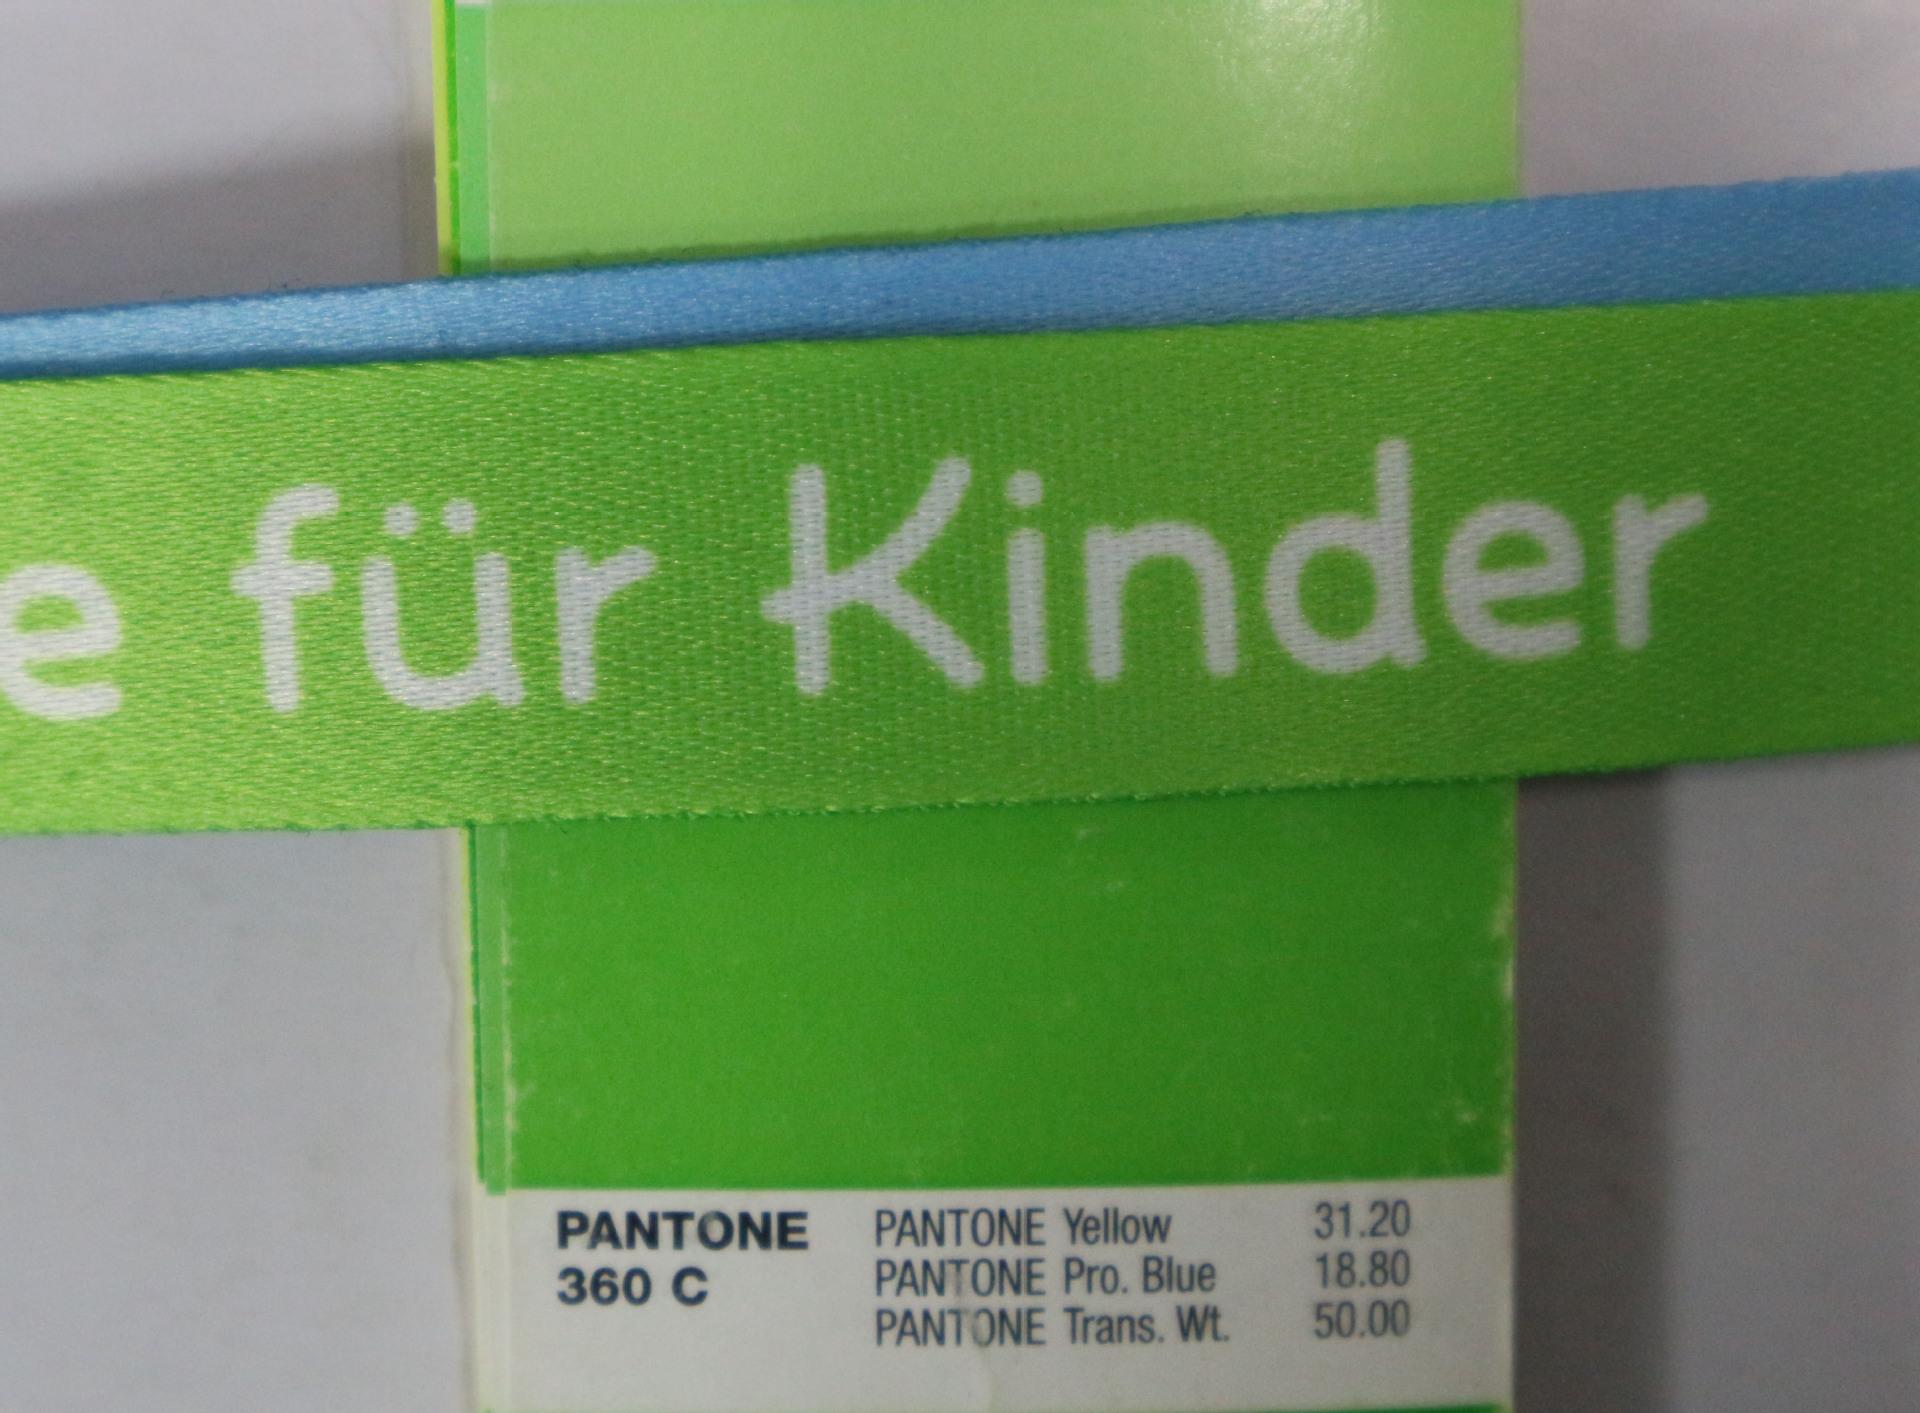 e für Kinder
PANTONE
360 C
PANTONE Yellow 31.20
PANTONE Pro. Blue 18.80
PANTONE Trans. Wt. 50.00